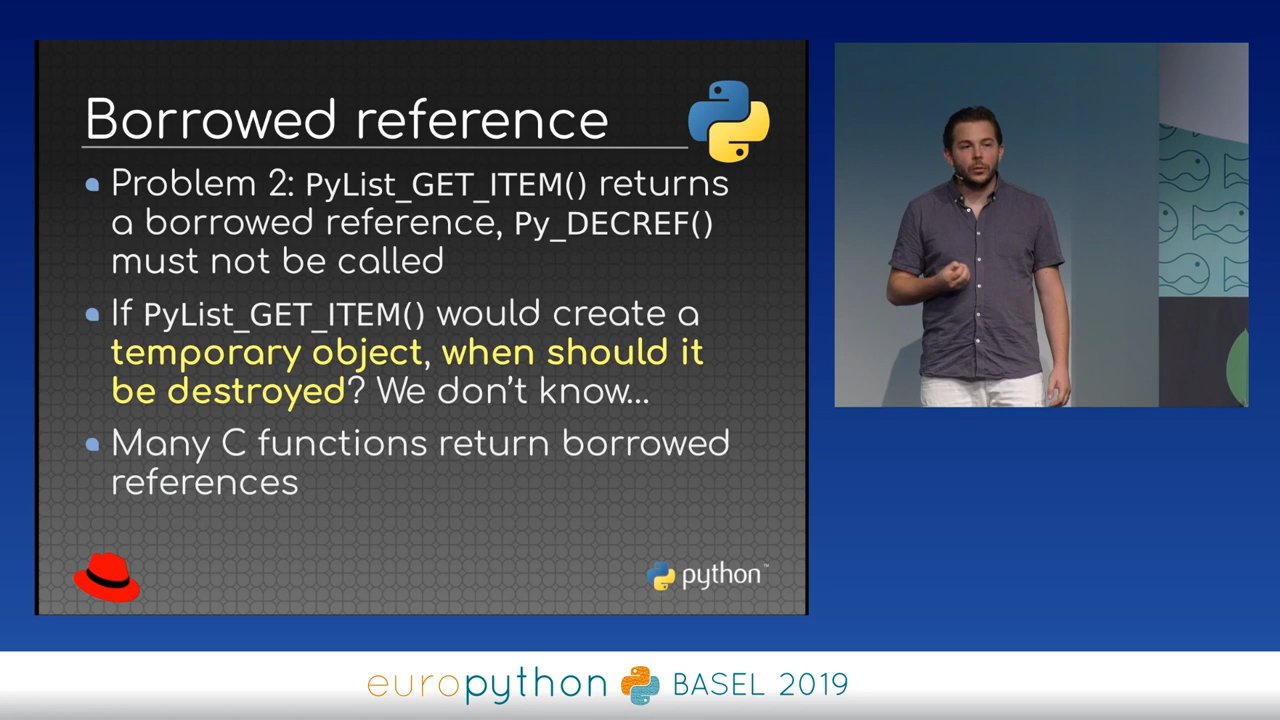 Borrowed reference
Problem 2: PyList_GET_ITEM() returns
a borrowed reference, Py_DECREF()
must not be called
If PyList_GET_ITEM() would create a
temporary object, when should it
be destroyed? We don't know...
Many C functions return borrowed
references
python™
europython BASEL 2019